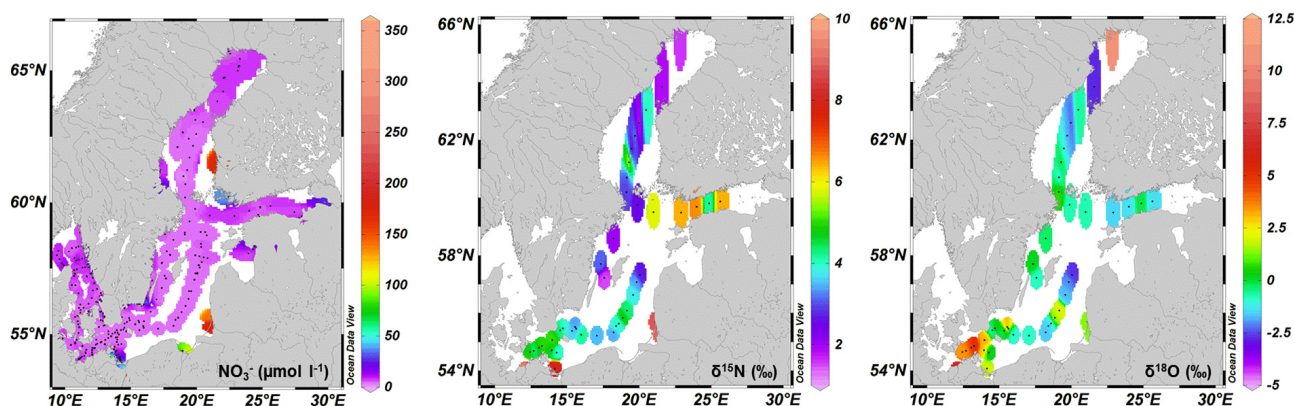 65°N
60°N
55°N
10°E 15°E 20°E 25°E 30°E
NO₃⁻ (µmol l⁻¹)
Ocean Data View
350
300
250
200
150
100
50
0
66°N
62°N
58°N
54°N
10°E 15°E 20°E 25°E 30°E
δ¹⁵N (‰)
Ocean Data View
10
8
6
4
2
66°N
62°N
58°N
54°N
10°E 15°E 20°E 25°E 30°E
δ¹⁸O (‰)
Ocean Data View
12.5
10
7.5
5
2.5
0
-2.5
-5